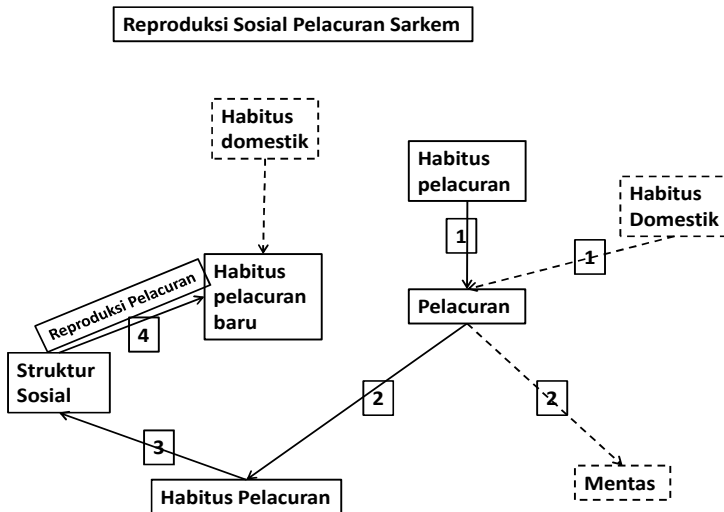 Reproduksi Sosial Pelacuran Sarkem
Habitus
domestik
Habitus
pelacuran
Habitus
Domestik
1
1
Habitus
pelacuran
baru
Reproduksi Pelacuran
Pelacuran
4
Struktur
Sosial
2
2
3
Habitus Pelacuran
Mentas